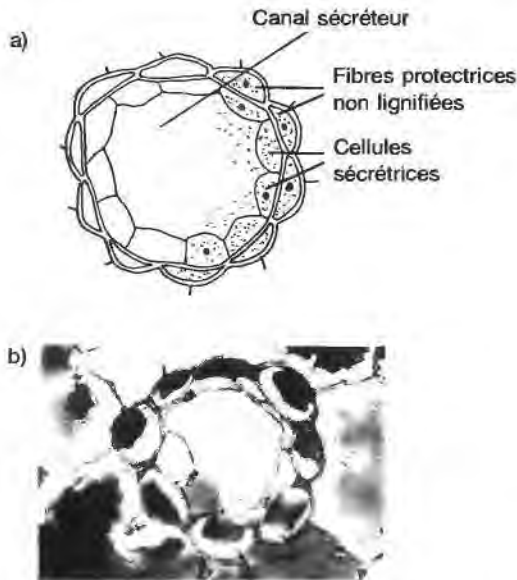 a)
Canal sécréteur
Fibres protectrices
non lignifiées
Cellules
sécrétrices
b)